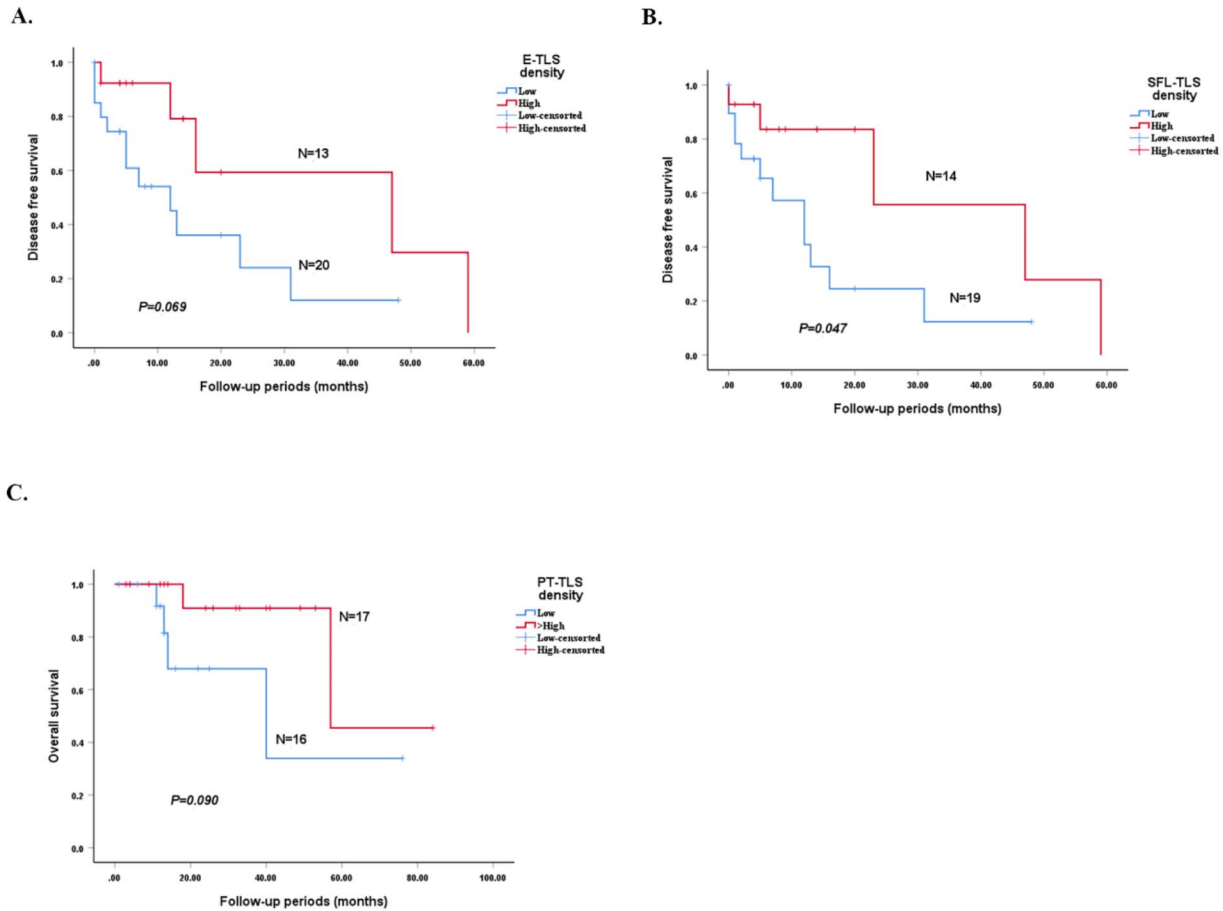 A.
E-TLS
density
Low
High
Low-censorted
High-censorted
Disease free survival
1.0
0.8
0.6
0.4
0.2
0.0
N=13
N=20
P=0.069
.00 10.00 20.00 30.00 40.00 50.00 60.00
Follow-up periods (months)
B.
SFL-TLS
density
Low
High
Low-censorted
High-censorted
Disease free survival
1.0
0.8
0.6
0.4
0.2
0.0
N=14
N=19
P=0.047
.00 10.00 20.00 30.00 40.00 50.00 60.00
Follow-up periods (months)
C.
PT-TLS
density
Low
>High
Low-censorted
High-censorted
Overall survival
1.0
0.8
0.6
0.4
0.2
0.0
N=17
N=16
P=0.090
.00 20.00 40.00 60.00 80.00 100.00
Follow-up periods (months)